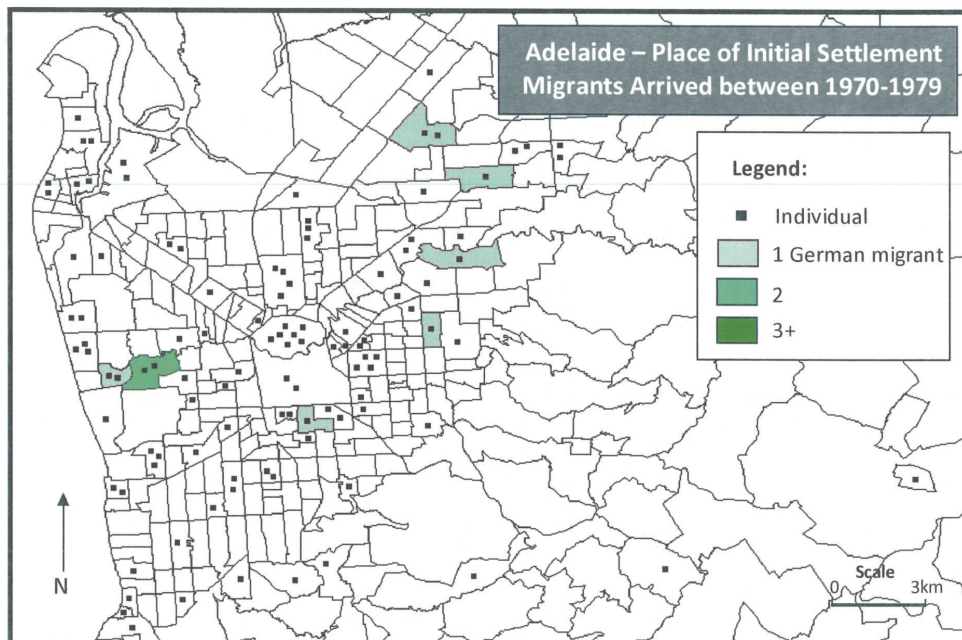 Adelaide – Place of Initial Settlement
Migrants Arrived between 1970-1979
Legend:
Individual
1 German migrant
2
3+
N
Scale
0 3km